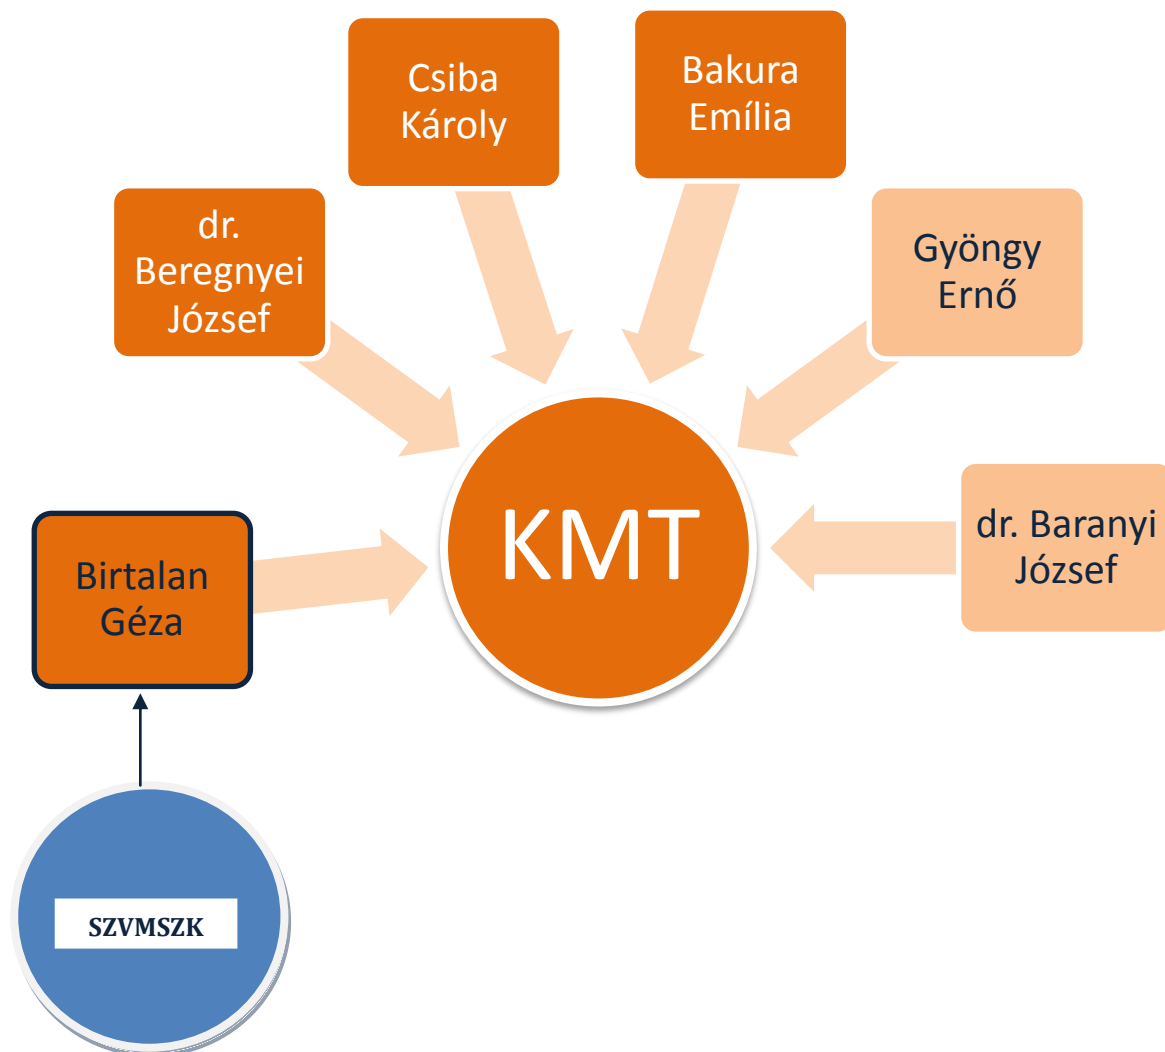 Csiba
Károly
Bakura
Emília
dr.
Beregnyei
József
Gyöngy
Ernő
KMT
dr. Baranyi
József
Birtalan
Géza
SZVMSZK